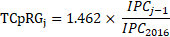 TCpRG_j = 1.462 × IPC_{j−1} / IPC_{2016}